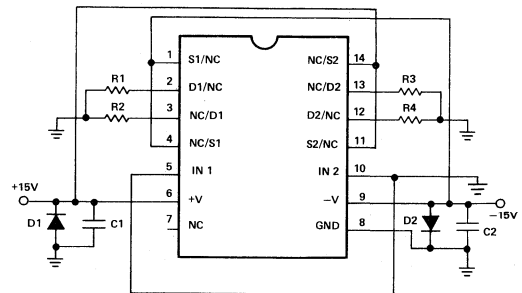 1 S1/NC NC/S2 14
R1 2 D1/NC NC/D2 13 R3
R2 3 NC/D1 D2/NC 12 R4
4 NC/S1 S2/NC 11
5 IN 1 IN 2 10
+15V 6 +V -V 9 -15V
D1 C1 7 NC GND 8 D2 C2